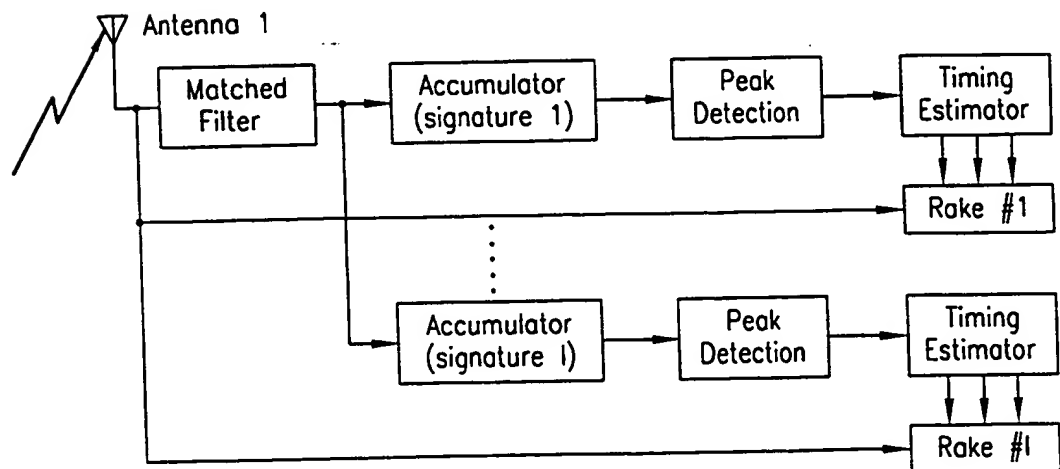 Antenna 1
Matched
Filter
Accumulator
(signature 1)
Peak
Detection
Timing
Estimator
Rake #1
Accumulator
(signature I)
Peak
Detection
Timing
Estimator
Rake #I